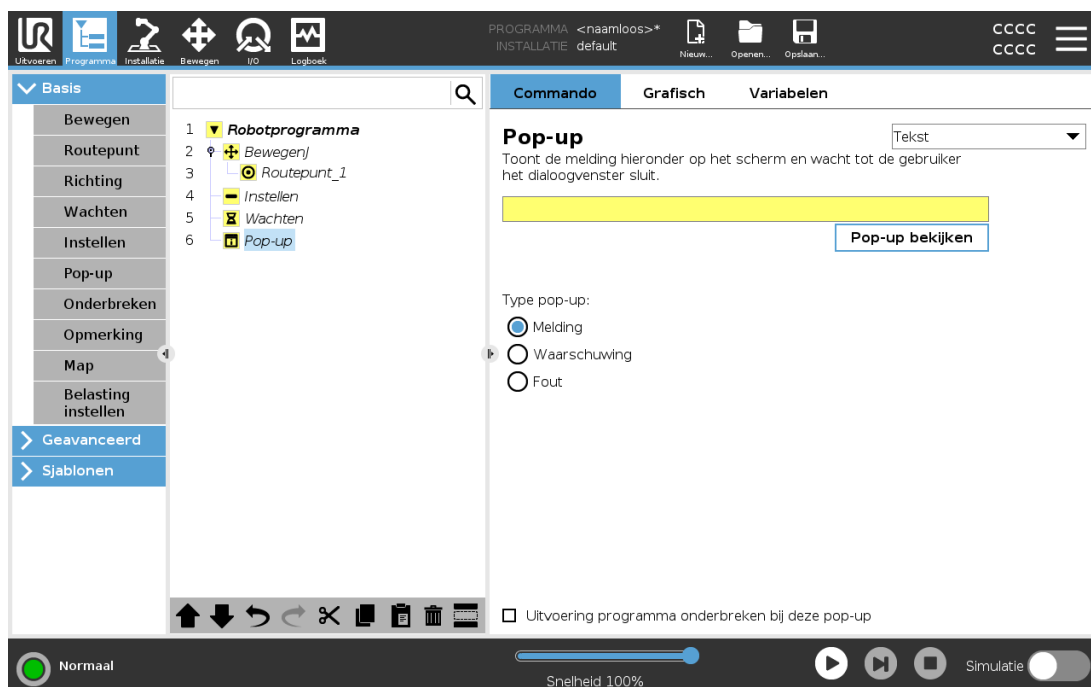 UR
PROGRAMMA <naamloos>*
INSTALLATIE default
Uitvoeren Programma Installatie Bewegen I/O Logboek
Nieuw... Openen... Opslaan...
CCCC
CCCC
Basis
Bewegen
Routepunt
Richting
Wachten
Instellen
Pop-up
Onderbreken
Opmerking
Map
Belasting
instellen
Geavanceerd
Sjablonen
1 Robotprogramma
2 BewegenJ
3 Routepunt_1
4 Instellen
5 Wachten
6 Pop-up
Commando Grafisch Variabelen
Pop-up
Tekst
Toont de melding hieronder op het scherm en wacht tot de gebruiker
het dialoogvenster sluit.
Pop-up bekijken
Type pop-up:
Melding
Waarschuwing
Fout
Uitvoering programma onderbreken bij deze pop-up
Normaal
Snelheid 100%
Simulatie